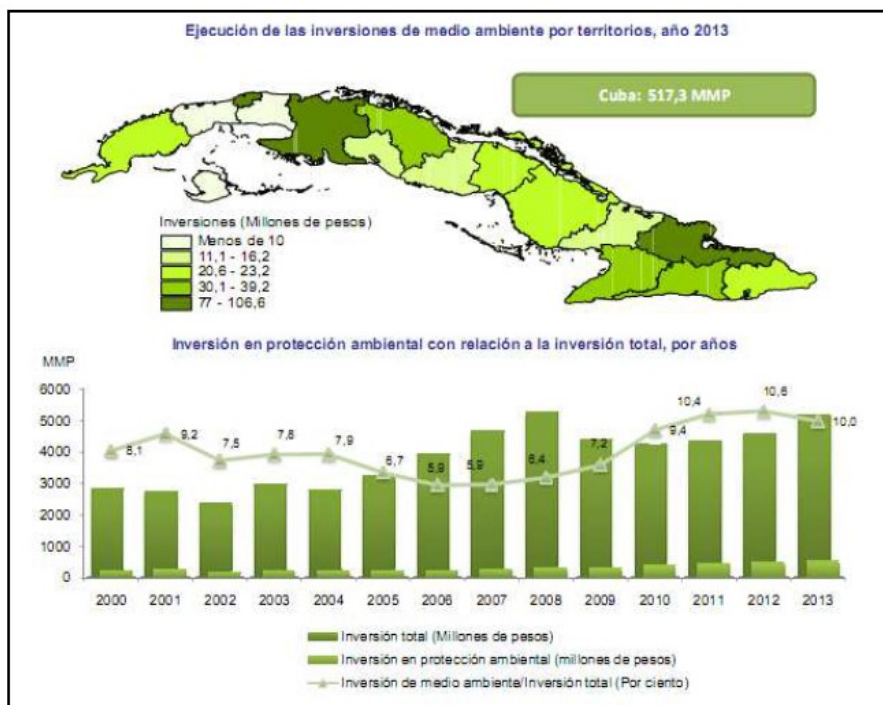 Ejecución de las inversiones de medio ambiente por territorios, año 2013
Cuba: 517,3 MMP
Inversiones (Millones de pesos)
Menos de 10
11,1 - 16,2
20,6 - 23,2
30,1 - 39,2
77 - 106,6
Inversión en protección ambiental con relación a la inversión total, por años
MMP
6000
5000
4000
3000
2000
1000
0
8,1
9,2
7,5
7,8
7,9
6,7
5,9
5,9
6,4
7,2
9,4
10,4
10,6
10,0
2000 2001 2002 2003 2004 2005 2006 2007 2008 2009 2010 2011 2012 2013
Inversión total (Millones de pesos)
Inversión en protección ambiental (millones de pesos)
Inversión de medio ambiente/Inversión total (Por ciento)